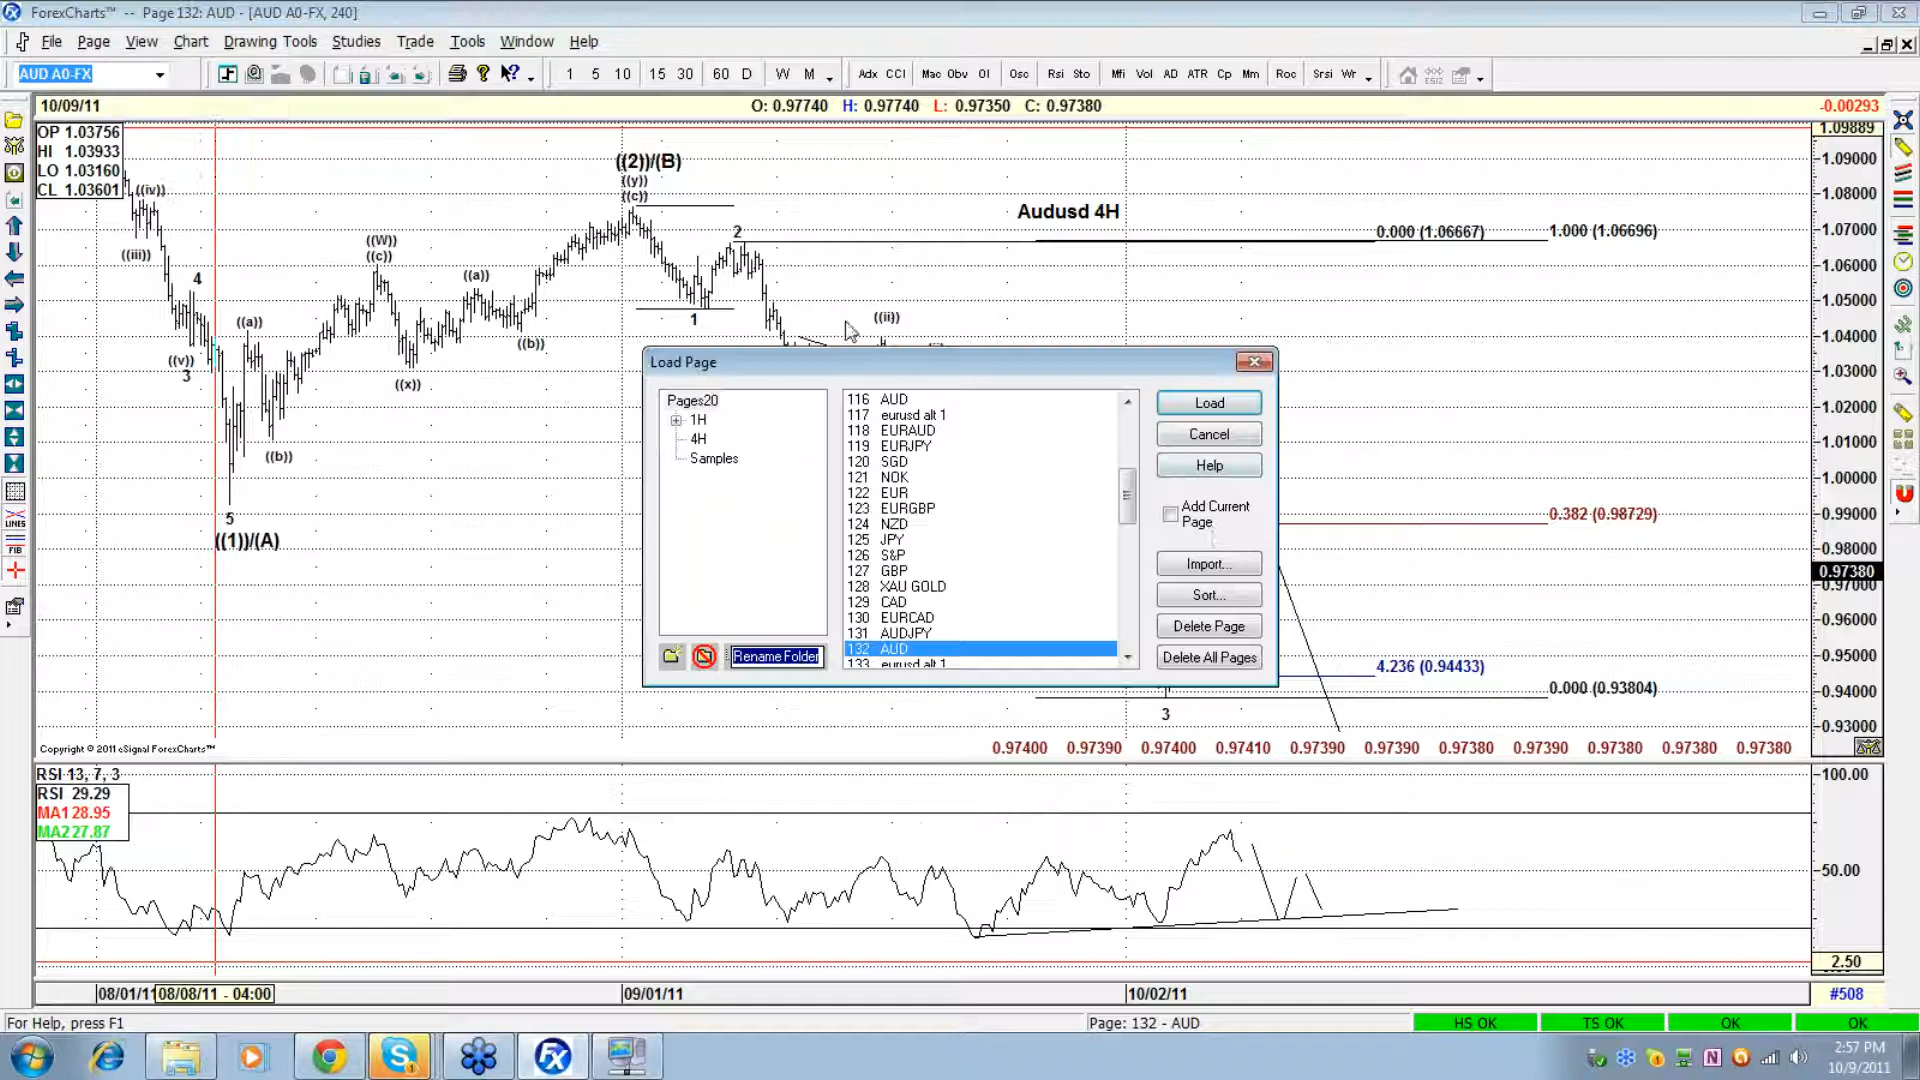 ForexCharts™ -- Page 132: AUD - [AUD A0-FX, 240]
File Page View Chart Drawing Tools Studies Trade Tools Window Help
AUD A0-FX 1 5 10 15 30 60 D W M Adx CCI Mac Obv OI Osc Rsi Sto Mfi Vol AD ATR Cp Mm Roc Srsi Wr
10/09/11 O: 0.97740 H: 0.97740 L: 0.97350 C: 0.97380 -0.00293
OP 1.03756
HI 1.03933
LO 1.03160
CL 1.03601
1.09889
1.09000
1.08000
1.07000
1.06000
1.05000
1.04000
1.03000
1.02000
1.01000
1.00000
0.99000
0.98000
0.97380
0.97000
0.96000
0.95000
0.94000
0.93000
((2))/(B)
((y))
((c))
((iv))
((iii))
4
((v))
3
((a))
((b))
5
((1))/(A)
((W))
((c))
((x))
((a))
((b))
1
2
((ii))
Audusd 4H
0.000 (1.06667)
1.000 (1.06696)
0.382 (0.98729)
4.236 (0.94433)
0.000 (0.93804)
3
Load Page
Pages20
1H
4H
Samples
Rename Folder
116 AUD
117 eurusd alt 1
118 EURAUD
119 EURJPY
120 SGD
121 NOK
122 EUR
123 EURGBP
124 NZD
125 JPY
126 S&P
127 GBP
128 XAU GOLD
129 CAD
130 EURCAD
131 AUDJPY
132 AUD
133 eurusd alt 1
Load
Cancel
Help
Add Current
Page
Import...
Sort...
Delete Page
Delete All Pages
LINES
FIB
Copyright © 2011 eSignal ForexCharts™
0.97400 0.97390 0.97400 0.97410 0.97390 0.97390 0.97380 0.97390 0.97380 0.97380 0.97380
RSI 13, 7, 3
RSI 29.29
MA1 28.95
MA2 27.87
100.00
50.00
2.50
08/01/11 08/08/11 - 04:00 09/01/11 10/02/11 #508
For Help, press F1 Page: 132 - AUD HS OK TS OK OK OK
2:57 PM
10/9/2011